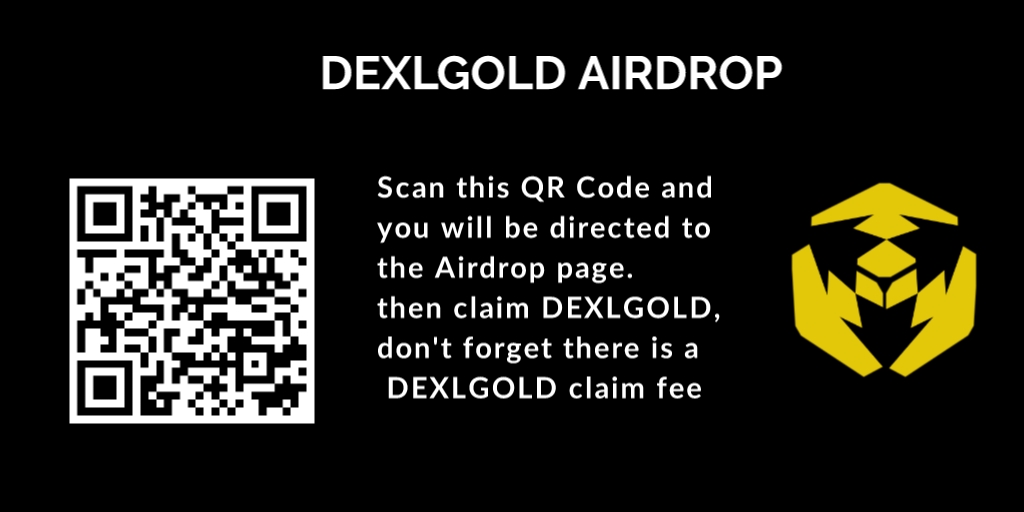 DEXLGOLD AIRDROP
Scan this QR Code and
you will be directed to
the Airdrop page.
then claim DEXLGOLD,
don't forget there is a
DEXLGOLD claim fee